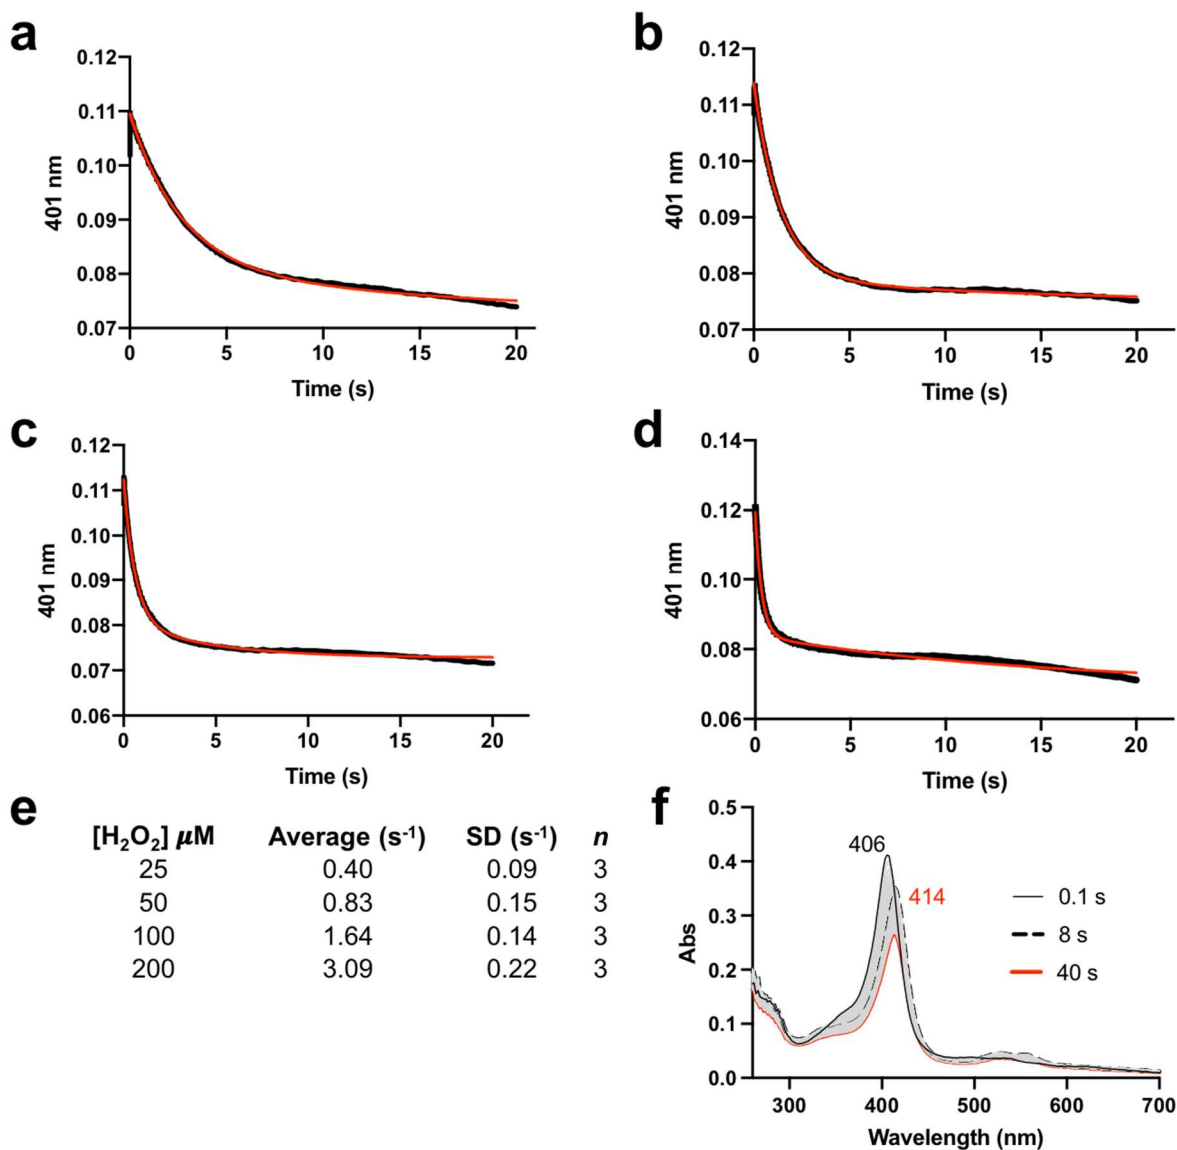 a
0.12
0.11
0.10
0.09
0.08
0.07
401 nm
0 5 10 15 20
Time (s)
b
0.12
0.11
0.10
0.09
0.08
0.07
401 nm
0 5 10 15 20
Time (s)
c
0.12
0.11
0.10
0.09
0.08
0.07
0.06
401 nm
0 5 10 15 20
Time (s)
d
0.14
0.12
0.10
0.08
0.06
401 nm
0 5 10 15 20
Time (s)
e
[H₂O₂] µM Average (s⁻¹) SD (s⁻¹) n
25 0.40 0.09 3
50 0.83 0.15 3
100 1.64 0.14 3
200 3.09 0.22 3
f
0.5
0.4
0.3
0.2
0.1
0.0
Abs
406
414
0.1 s
8 s
40 s
300 400 500 600 700
Wavelength (nm)